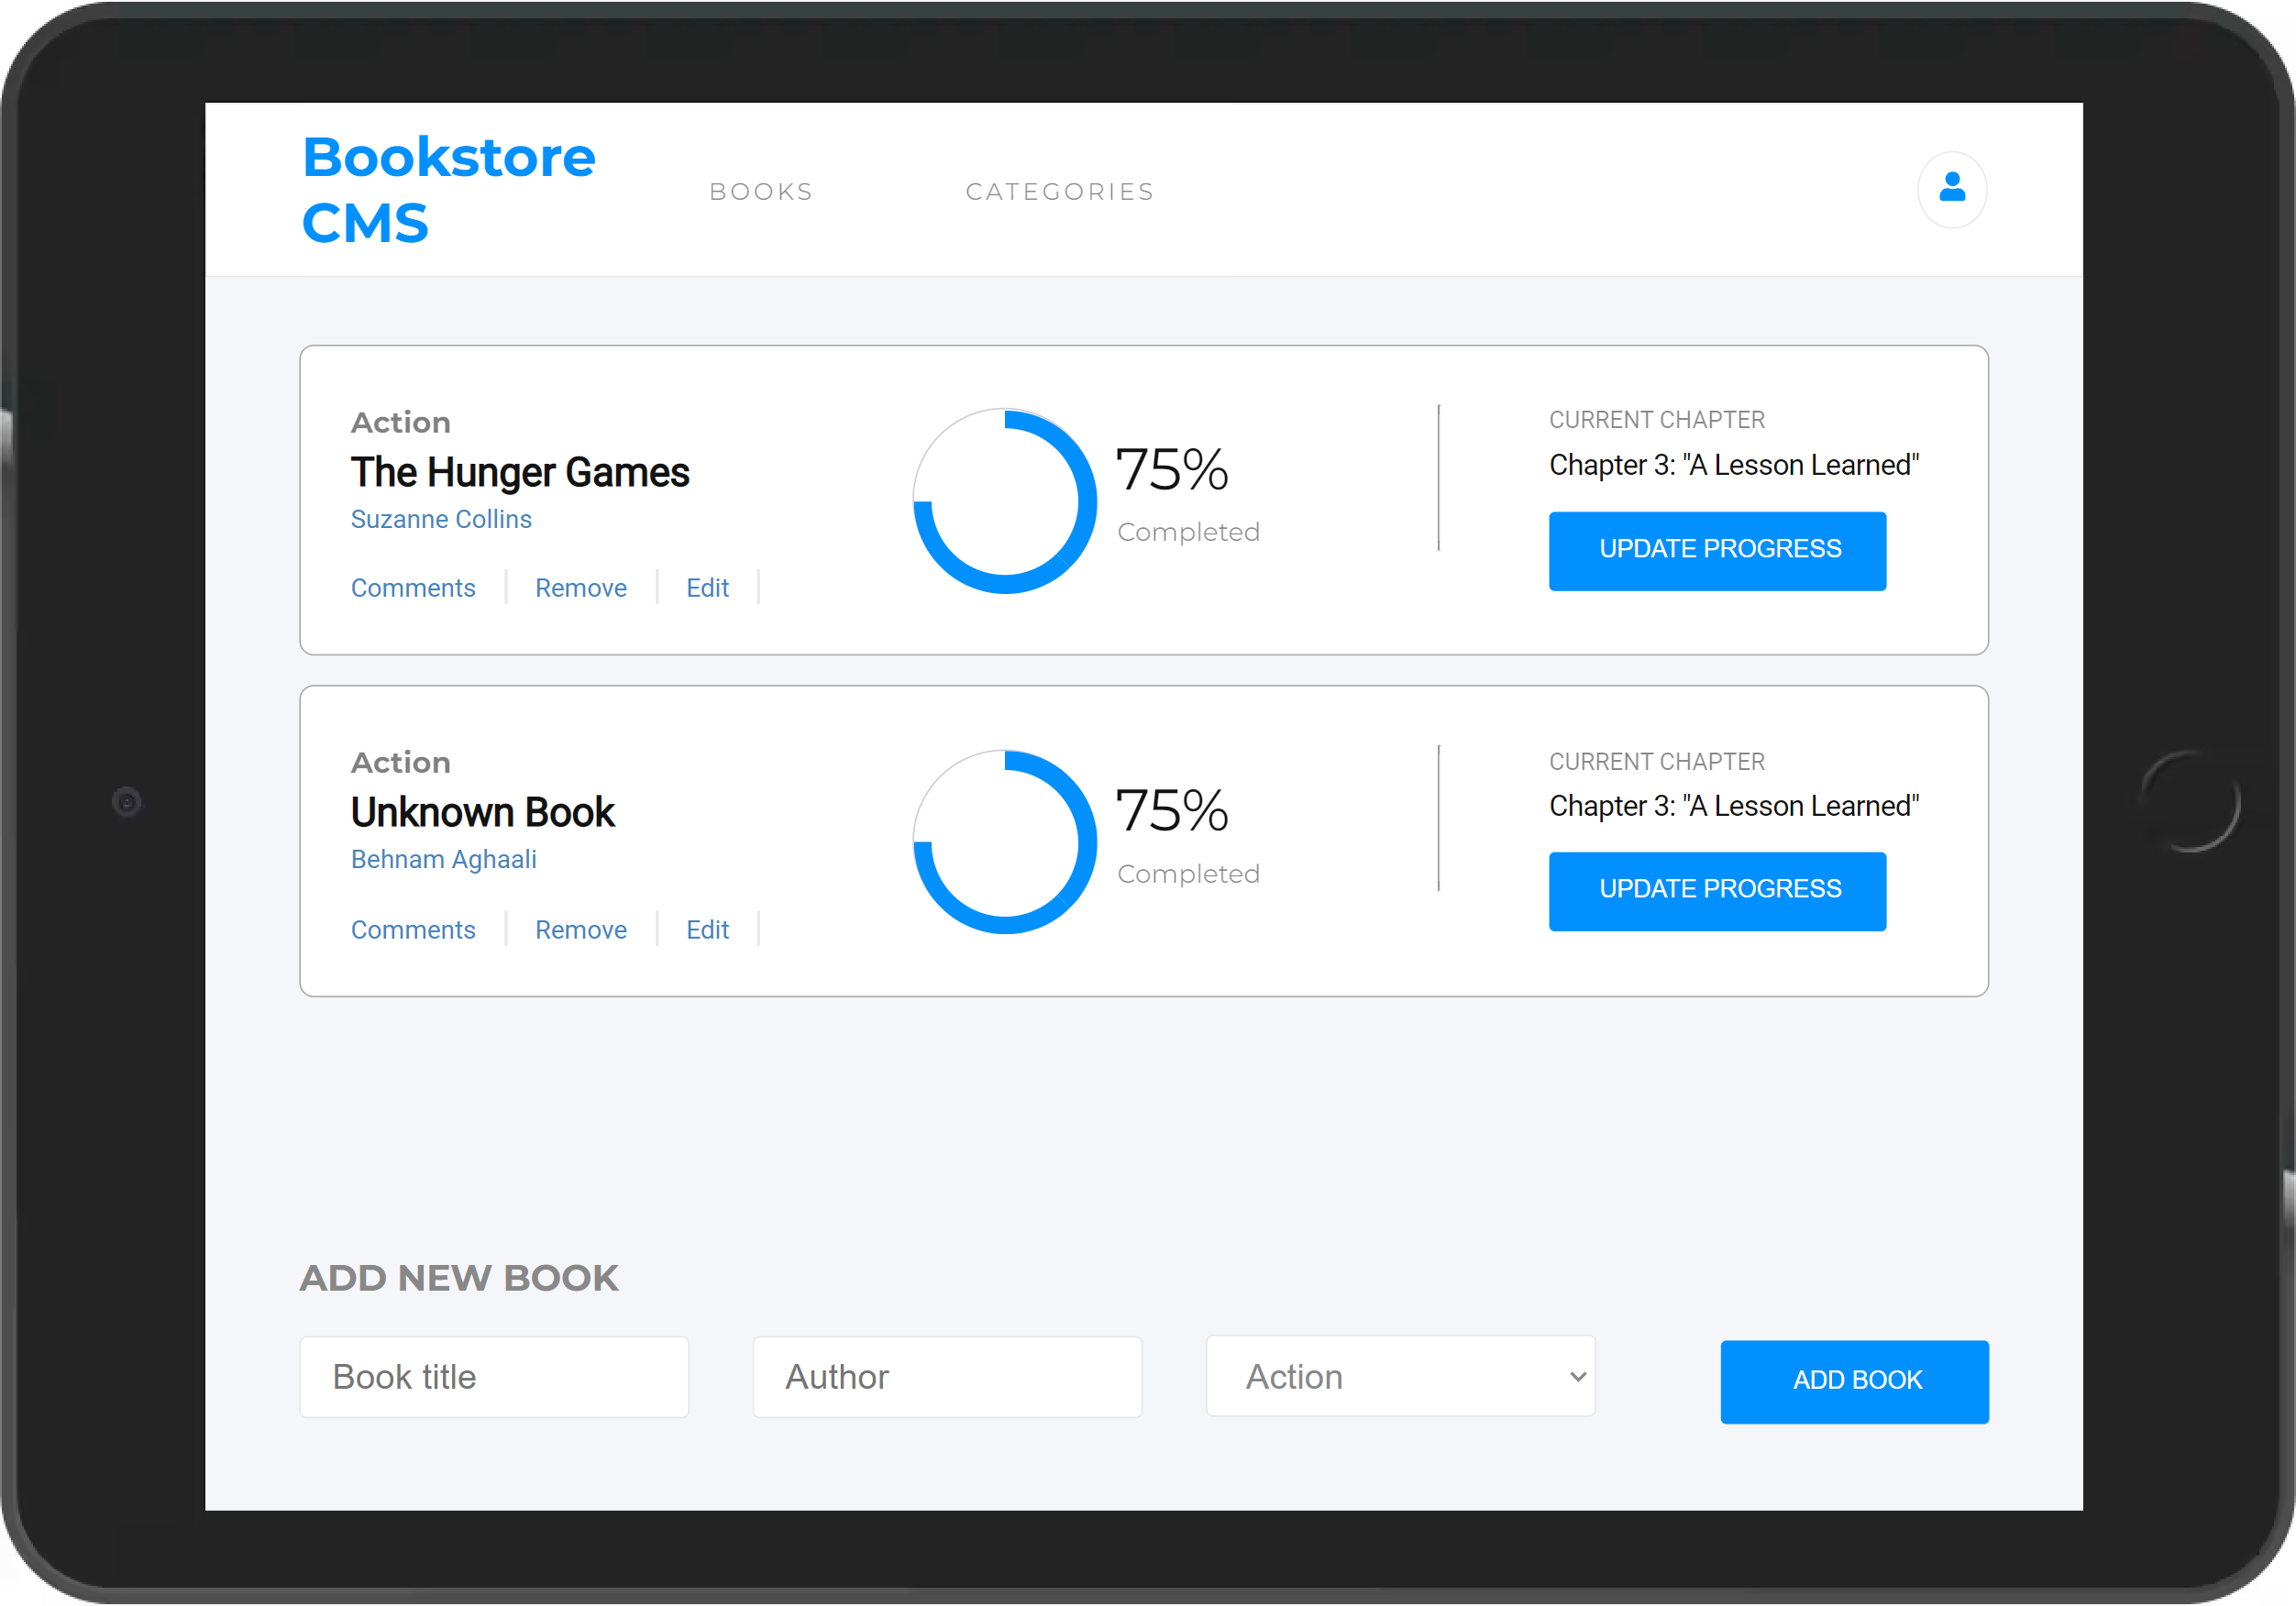 Bookstore
CMS
BOOKS
CATEGORIES
Action
The Hunger Games
Suzanne Collins
Comments
Remove
Edit
75%
Completed
CURRENT CHAPTER
Chapter 3: "A Lesson Learned"
UPDATE PROGRESS
Action
Unknown Book
Behnam Aghaali
Comments
Remove
Edit
75%
Completed
CURRENT CHAPTER
Chapter 3: "A Lesson Learned"
UPDATE PROGRESS
ADD NEW BOOK
Book title
Author
Action
ADD BOOK